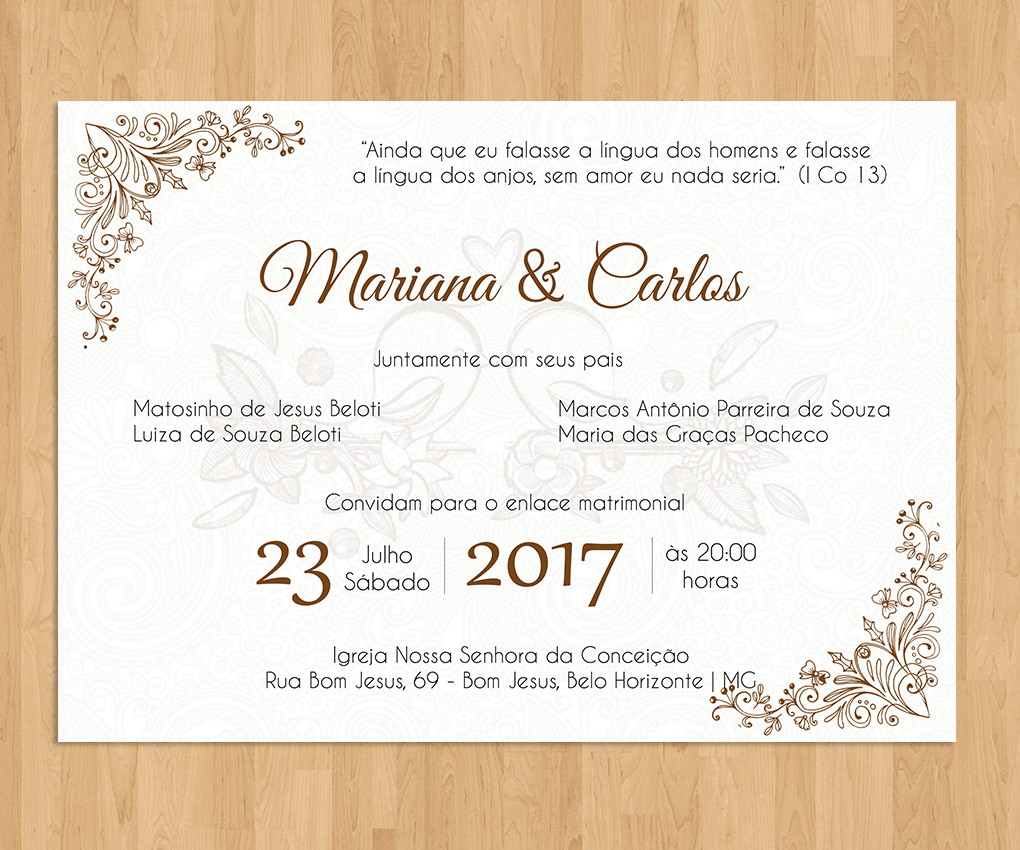 “Ainda que eu falasse a língua dos homens e falasse
a língua dos anjos, sem amor eu nada seria.” (I Co 13)
Mariana & Carlos
Juntamente com seus pais
Matosinho de Jesus Beloti
Luiza de Souza Beloti
Marcos Antônio Parreira de Souza
Maria das Graças Pacheco
Convidam para o enlace matrimonial
23
Julho
Sábado
2017
às 20:00
horas
Igreja Nossa Senhora da Conceição
Rua Bom Jesus, 69 - Bom Jesus, Belo Horizonte | MG